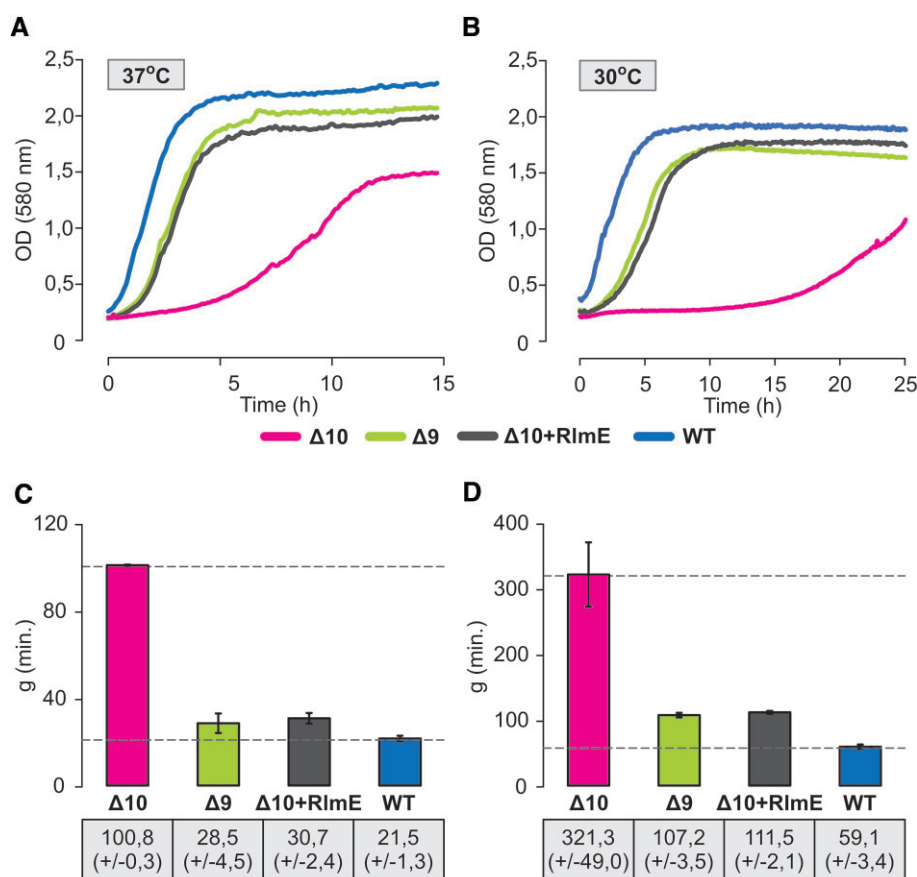 A
37°C
2,5
2,0
1,5
1,0
0,5
0
OD (580 nm)
0 5 10 15
Time (h)
B
30°C
2,5
2,0
1,5
1,0
0,5
0
OD (580 nm)
0 5 10 15 20 25
Time (h)
Δ10 Δ9 Δ10+RlmE WT
C
120
80
40
0
g (min.)
Δ10 Δ9 Δ10+RlmE WT
100,8 28,5 30,7 21,5
(+/-0,3) (+/-4,5) (+/-2,4) (+/-1,3)
D
400
300
200
100
0
g (min.)
Δ10 Δ9 Δ10+RlmE WT
321,3 107,2 111,5 59,1
(+/-49,0) (+/-3,5) (+/-2,1) (+/-3,4)